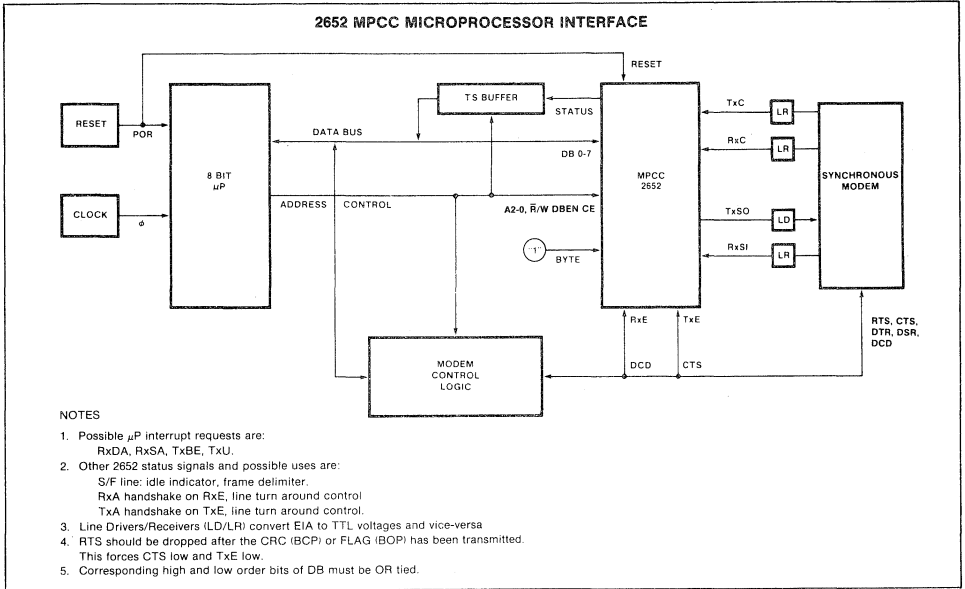 2652 MPCC MICROPROCESSOR INTERFACE
RESET
TS BUFFER
STATUS
RESET
POR
CLOCK
ϕ
8 BIT
μP
DATA BUS
DB 0-7
ADDRESS CONTROL
A2-0, R̅/W DBEN CE
"1"
BYTE
MPCC
2652
TxC
LR
RxC
LR
TxSO
LD
RxSI
LR
SYNCHRONOUS
MODEM
RxE
TxE
DCD
CTS
RTS, CTS,
DTR, DSR,
DCD
MODEM
CONTROL
LOGIC
NOTES
1. Possible μP interrupt requests are:
RxDA, RxSA, TxBE, TxU.
2. Other 2652 status signals and possible uses are:
S/F line: idle indicator, frame delimiter.
RxA handshake on RxE, line turn around control
TxA handshake on TxE, line turn around control.
3. Line Drivers/Receivers (LD/LR) convert EIA to TTL voltages and vice-versa
4. RTS should be dropped after the CRC (BCP) or FLAG (BOP) has been transmitted.
This forces CTS low and TxE low.
5. Corresponding high and low order bits of DB must be OR tied.